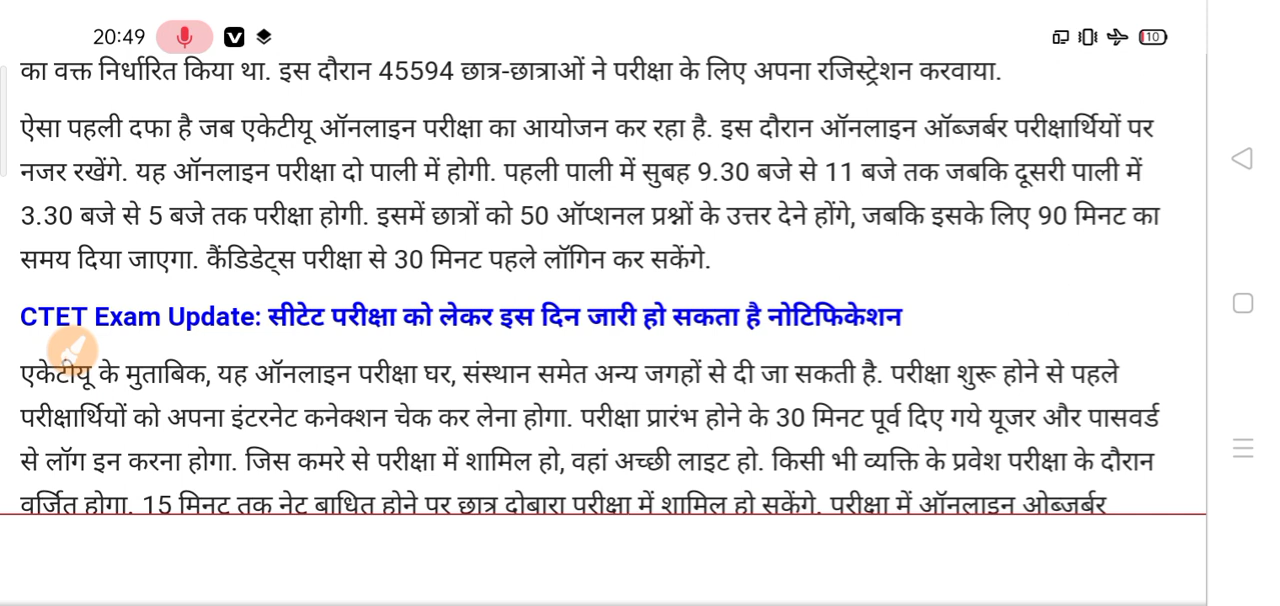 20:49
10
का वक्त निर्धारित किया था. इस दौरान 45594 छात्र-छात्राओं ने परीक्षा के लिए अपना रजिस्ट्रेशन करवाया.
ऐसा पहली दफा है जब एकेटीयू ऑनलाइन परीक्षा का आयोजन कर रहा है. इस दौरान ऑनलाइन ऑब्जर्बर परीक्षार्थियों पर
नजर रखेंगे. यह ऑनलाइन परीक्षा दो पाली में होगी. पहली पाली में सुबह 9.30 बजे से 11 बजे तक जबकि दूसरी पाली में
3.30 बजे से 5 बजे तक परीक्षा होगी. इसमें छात्रों को 50 ऑप्शनल प्रश्नों के उत्तर देने होंगे, जबकि इसके लिए 90 मिनट का
समय दिया जाएगा. कैंडिडेट्स परीक्षा से 30 मिनट पहले लॉगिन कर सकेंगे.
CTET Exam Update: सीटेट परीक्षा को लेकर इस दिन जारी हो सकता है नोटिफिकेशन
एकेटीयू के मुताबिक, यह ऑनलाइन परीक्षा घर, संस्थान समेत अन्य जगहों से दी जा सकती है. परीक्षा शुरू होने से पहले
परीक्षार्थियों को अपना इंटरनेट कनेक्शन चेक कर लेना होगा. परीक्षा प्रारंभ होने के 30 मिनट पूर्व दिए गये यूजर और पासवर्ड
से लॉग इन करना होगा. जिस कमरे से परीक्षा में शामिल हो, वहां अच्छी लाइट हो. किसी भी व्यक्ति के प्रवेश परीक्षा के दौरान
वर्जित होगा. 15 मिनट तक नेट बाधित होने पर छात्र दोबारा परीक्षा में शामिल हो सकेंगे. परीक्षा में ऑनलाइन ओब्जर्बर